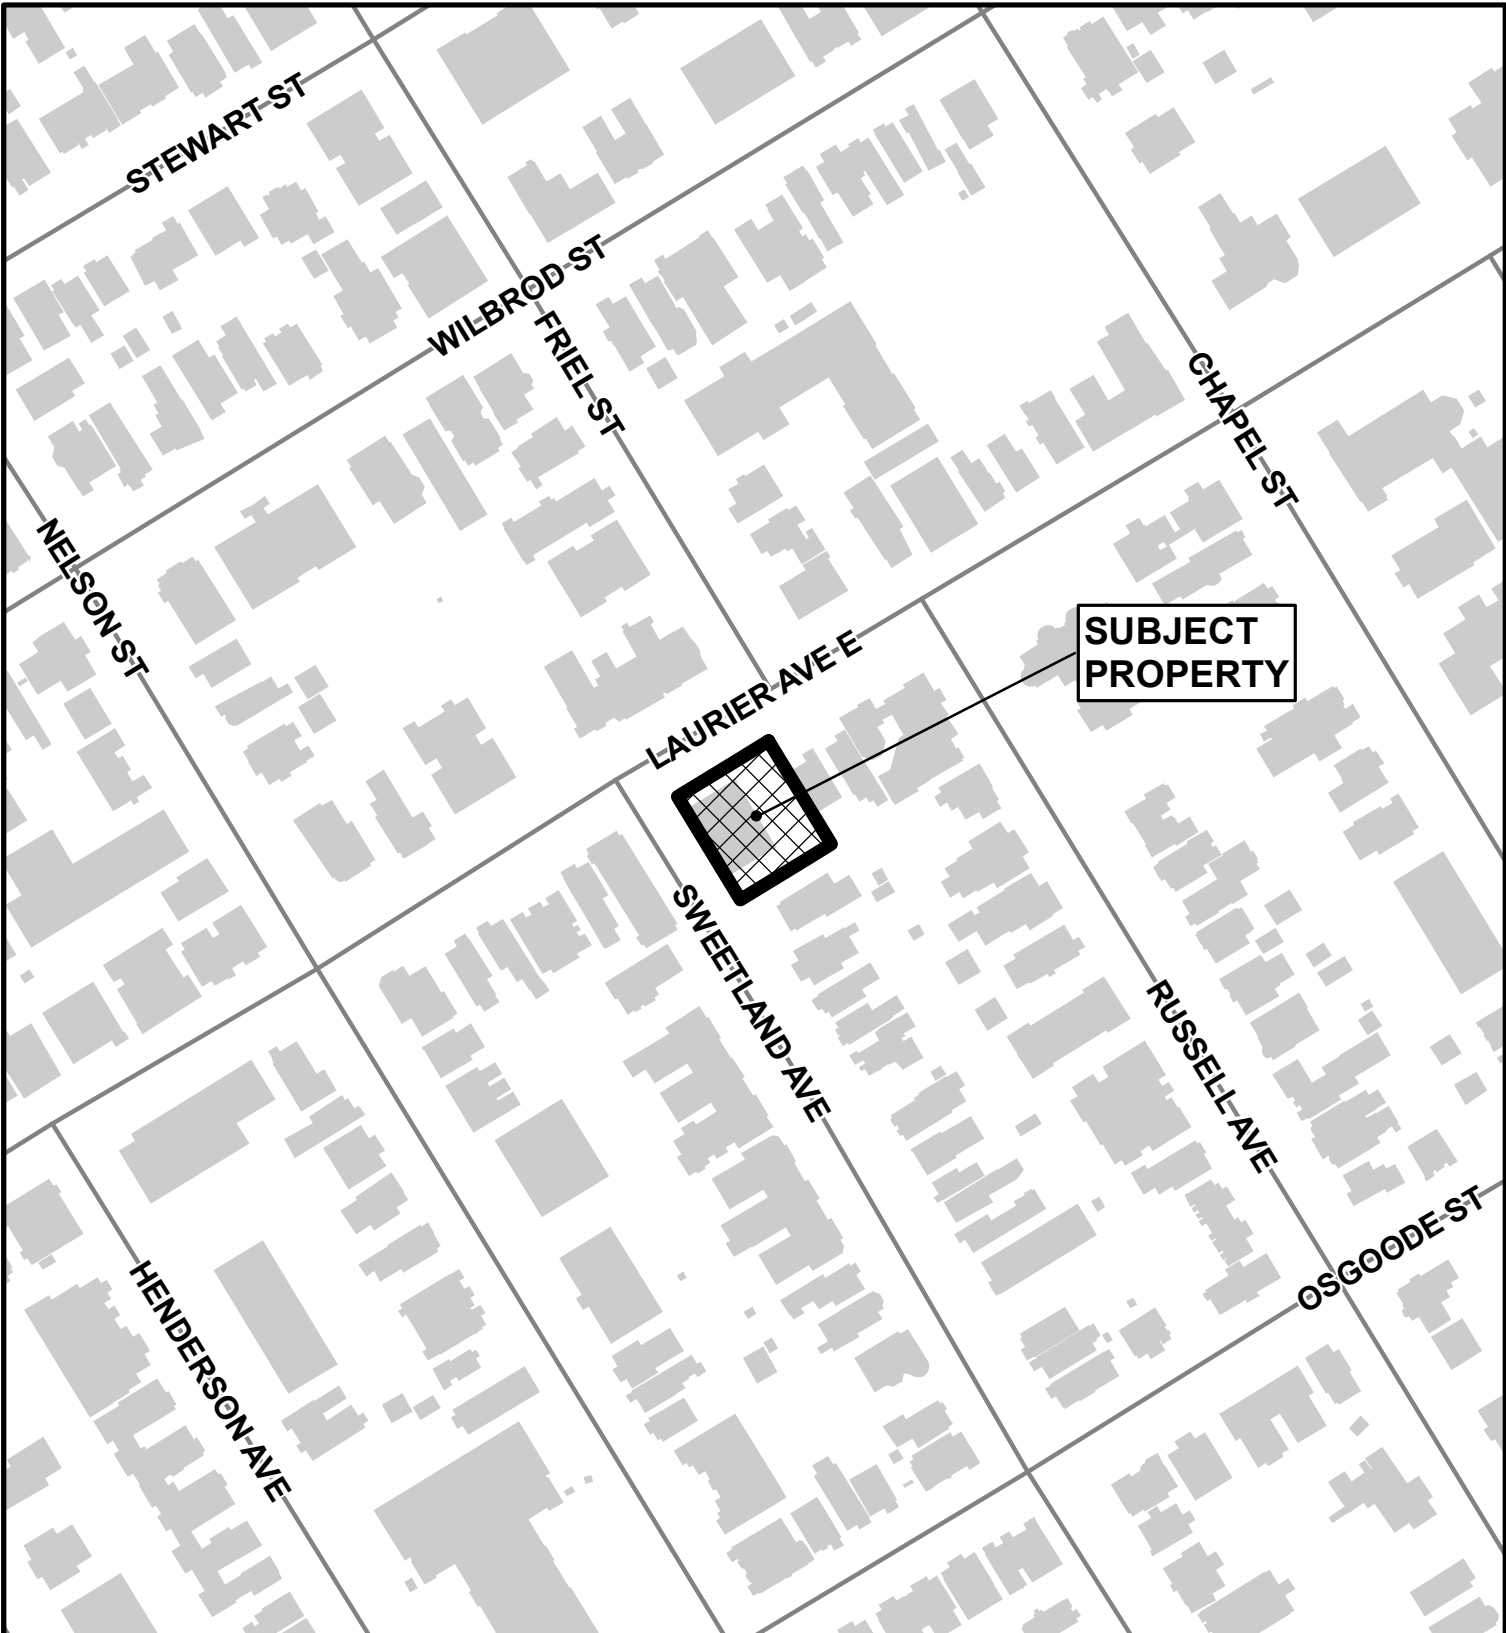 STEWART ST
WILBROD ST
FRIEL ST
CHAPEL ST
NELSON ST
SUBJECT
PROPERTY
LAURIER AVE E
SWEETLAND AVE
RUSSELL AVE
OSGOODE ST
HENDERSON AVE